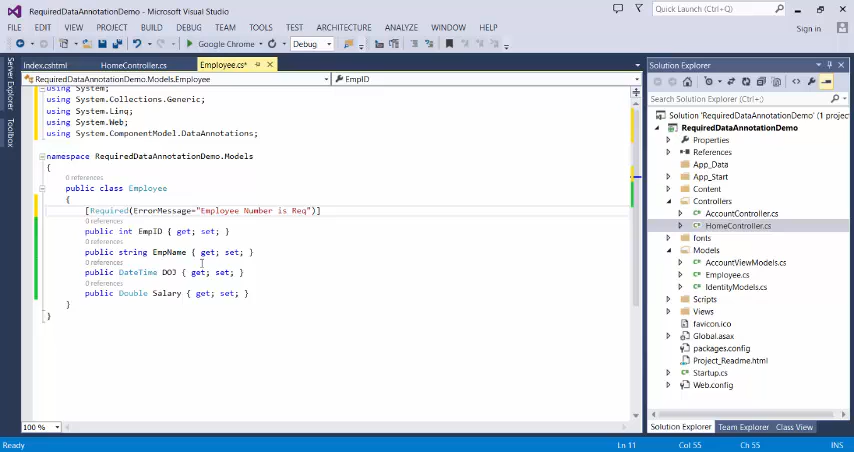 RequiredDataAnnotationDemo - Microsoft Visual Studio
Quick Launch (Ctrl+Q)
FILE EDIT VIEW PROJECT BUILD DEBUG TEAM TOOLS TEST ARCHITECTURE ANALYZE WINDOW HELP
Sign in
Google Chrome
Debug
Server Explorer
Toolbox
Index.cshtml
HomeController.cs
Employee.cs*
RequiredDataAnnotationDemo.Models.Employee
EmpID
using System;
using System.Collections.Generic;
using System.Linq;
using System.Web;
using System.ComponentModel.DataAnnotations;
namespace RequiredDataAnnotationDemo.Models
{
0 references
public class Employee
{
[Required(ErrorMessage="Employee Number is Req")]
0 references
public int EmpID { get; set; }
0 references
public string EmpName { get; set; }
0 references
public DateTime DOJ { get; set; }
0 references
public Double Salary { get; set; }
}
}
100 %
Solution Explorer
Search Solution Explorer (Ctrl+;)
Solution 'RequiredDataAnnotationDemo' (1 projec
RequiredDataAnnotationDemo
Properties
References
App_Data
App_Start
Content
Controllers
AccountController.cs
HomeController.cs
fonts
Models
AccountViewModels.cs
Employee.cs
IdentityModels.cs
Scripts
Views
favicon.ico
Global.asax
packages.config
Project_Readme.html
Startup.cs
Web.config
Solution Explorer Team Explorer Class View
Ready
Ln 11
Col 55
Ch 55
INS